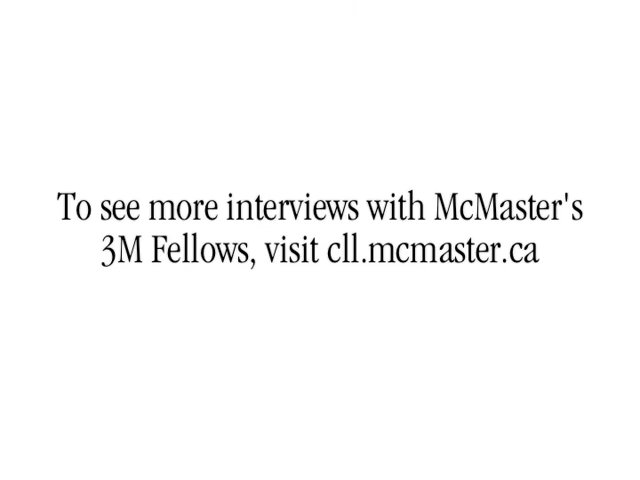 To see more interviews with McMaster's
3M Fellows, visit cll.mcmaster.ca